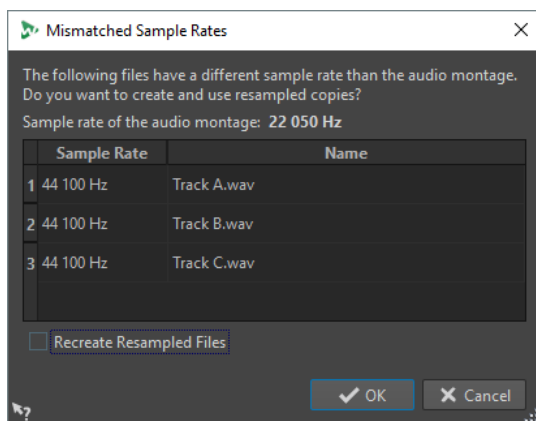 Mismatched Sample Rates
The following files have a different sample rate than the audio montage.
Do you want to create and use resampled copies?
Sample rate of the audio montage: 22 050 Hz
Sample Rate Name
1 44 100 Hz Track A.wav
2 44 100 Hz Track B.wav
3 44 100 Hz Track C.wav
Recreate Resampled Files
OK Cancel
?